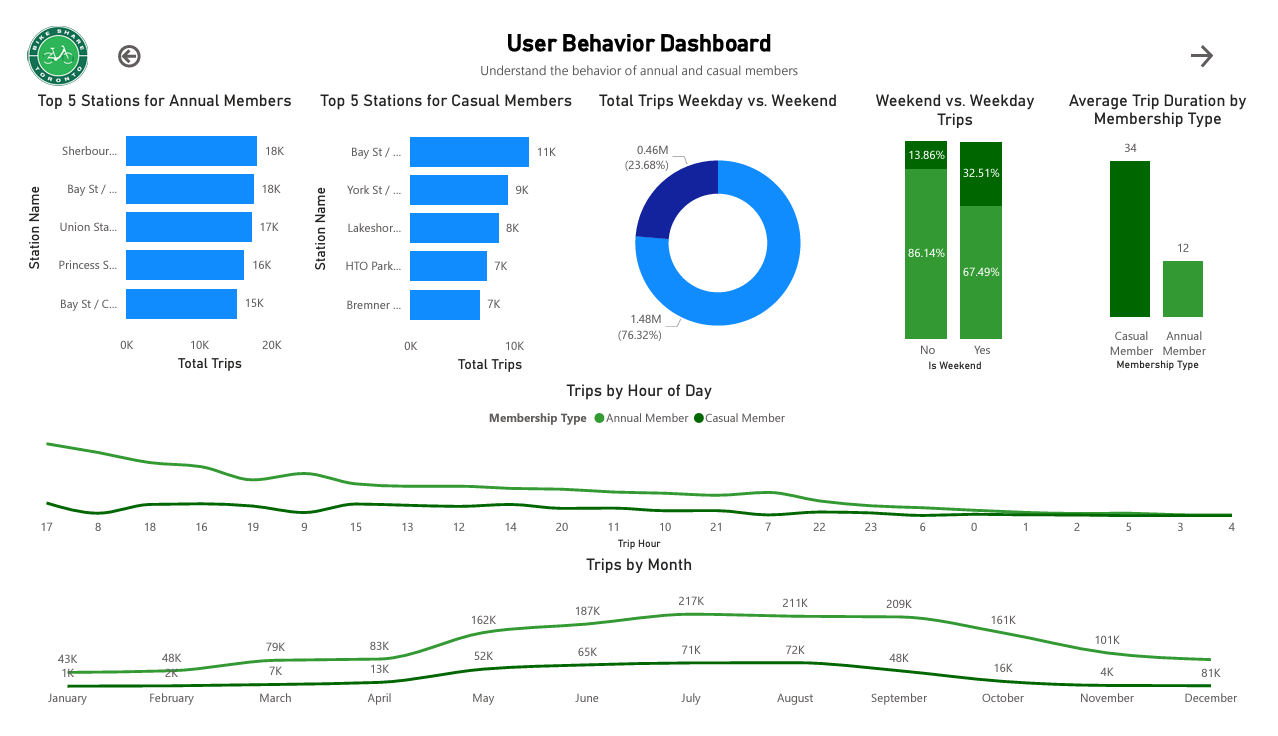 BIKE SHARE
TORONTO
User Behavior Dashboard
Understand the behavior of annual and casual members
Top 5 Stations for Annual Members
Station Name
Sherbour... 18K
Bay St / ... 18K
Union Sta... 17K
Princess S... 16K
Bay St / C... 15K
0K 10K 20K
Total Trips
Top 5 Stations for Casual Members
Station Name
Bay St / ... 11K
York St / ... 9K
Lakeshor... 8K
HTO Park... 7K
Bremner ... 7K
0K 10K
Total Trips
Total Trips Weekday vs. Weekend
0.46M
(23.68%)
1.48M
(76.32%)
Weekend vs. Weekday
Trips
13.86% 32.51%
86.14% 67.49%
No Yes
Is Weekend
Average Trip Duration by
Membership Type
34
12
Casual Annual
Member Member
Membership Type
Trips by Hour of Day
Membership Type Annual Member Casual Member
17 8 18 16 19 9 15 13 12 14 20 11 10 21 7 22 23 6 0 1 2 5 3 4
Trip Hour
Trips by Month
43K 48K 79K 83K 162K 187K 217K 211K 209K 161K 101K 81K
1K 2K 7K 13K 52K 65K 71K 72K 48K 16K 4K
January February March April May June July August September October November December